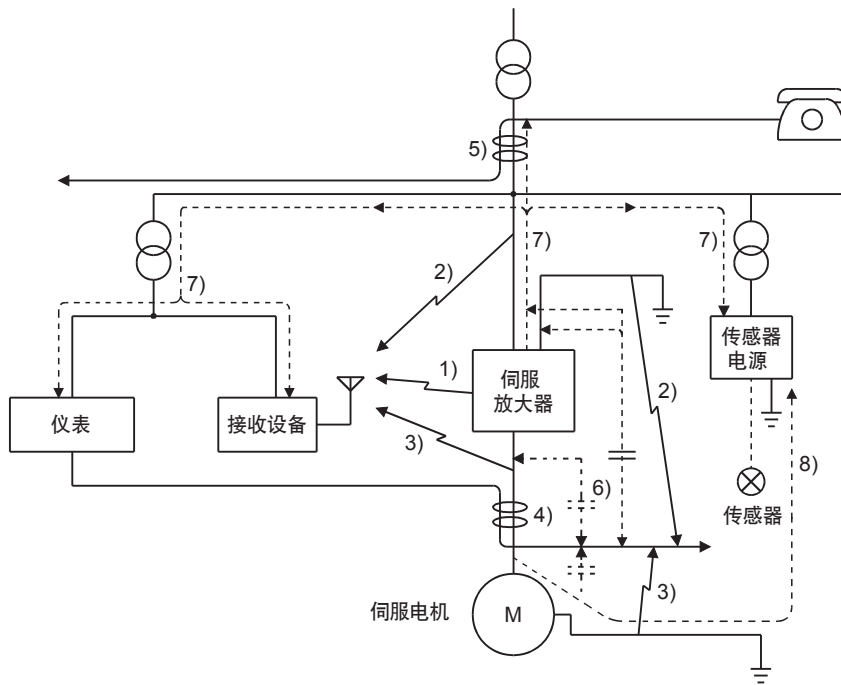 5)
7)
2)
7)
7)
传感器
电源
1)
伺服
放大器
2)
仪表
接收设备
3)
8)
6)
传感器
4)
3)
伺服电机
M